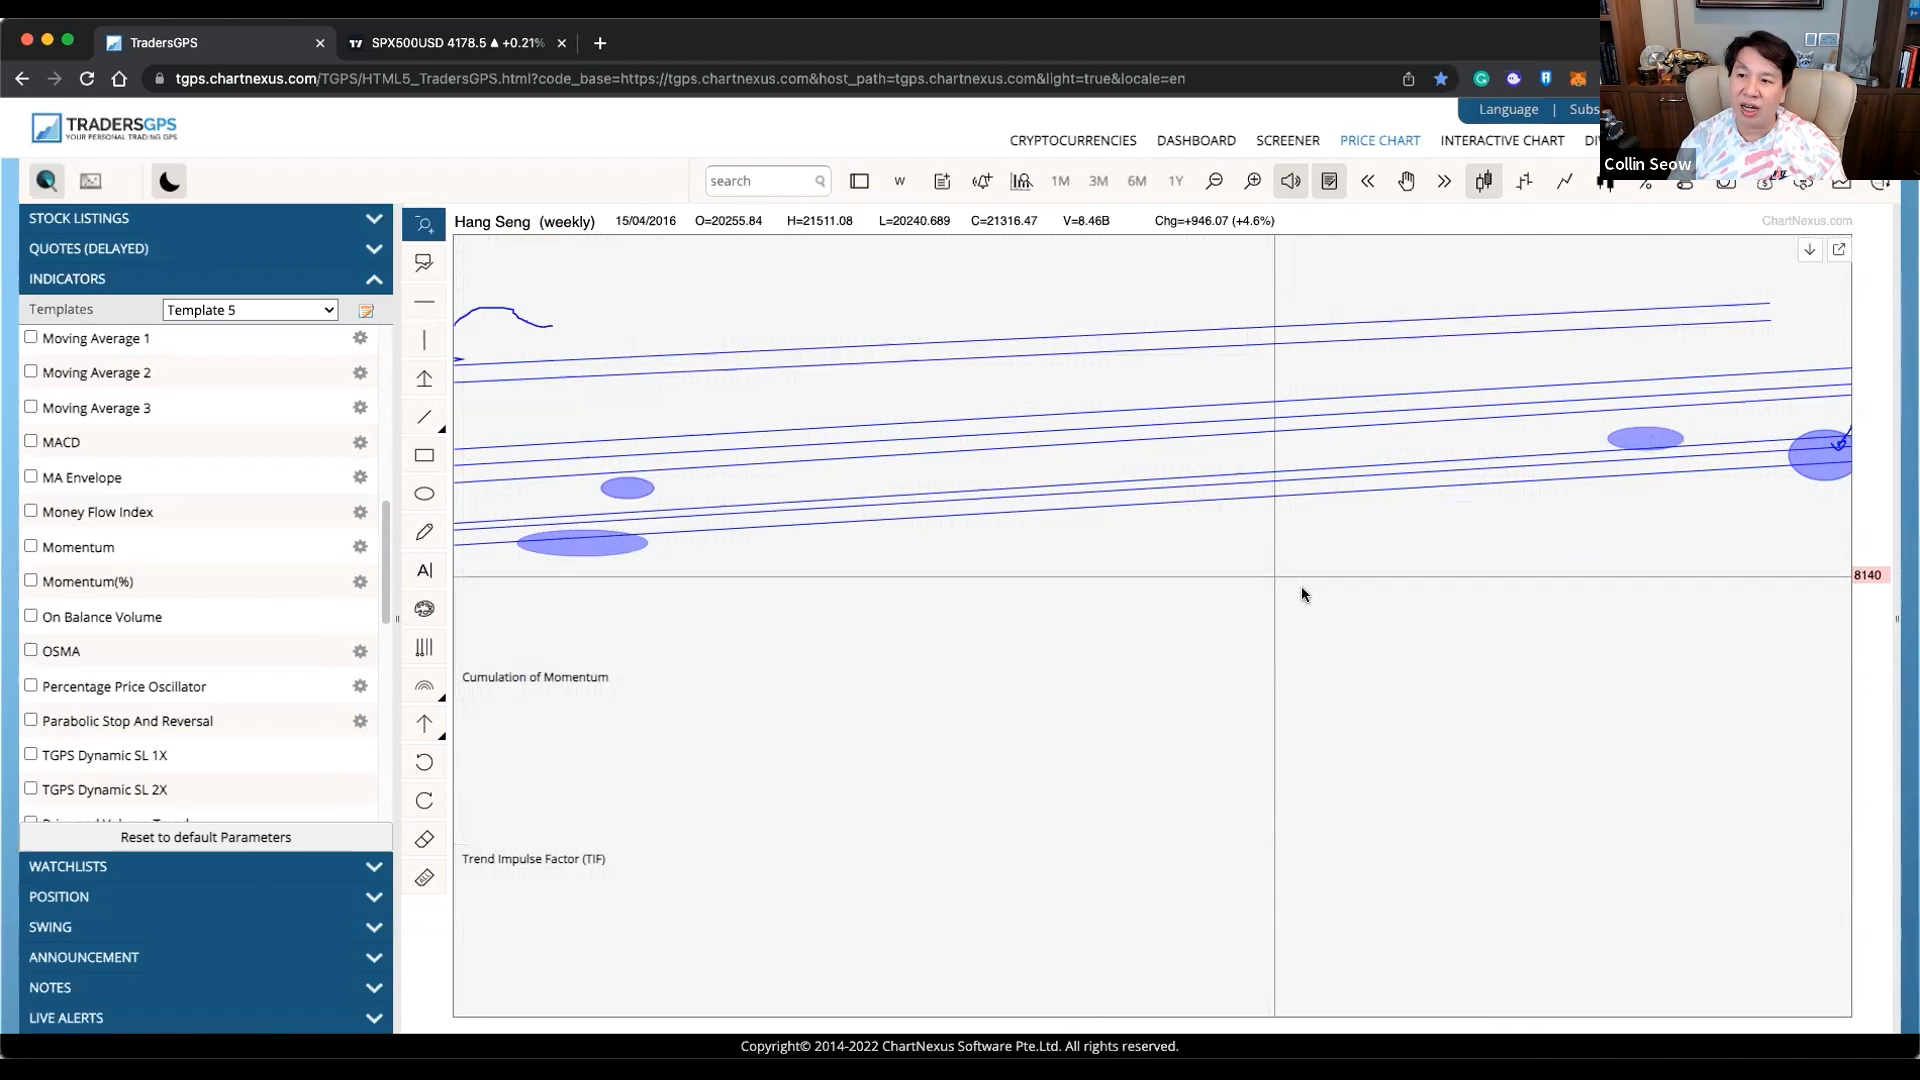 TradersGPS
SPX500USD 4178.5 ▲ +0.21%
tgps.chartnexus.com/TGPS/HTML5_TradersGPS.html?code_base=https://tgps.chartnexus.com&host_path=tgps.chartnexus.com&light=true&locale=en
Language | Subs
TRADERSGPS
YOUR PERSONAL TRADING GPS
CRYPTOCURRENCIES DASHBOARD SCREENER PRICE CHART INTERACTIVE CHART
Collin Seow
search W 1M 3M 6M 1Y
STOCK LISTINGS
QUOTES (DELAYED)
INDICATORS
Templates Template 5
Moving Average 1
Moving Average 2
Moving Average 3
MACD
MA Envelope
Money Flow Index
Momentum
Momentum(%)
On Balance Volume
OSMA
Percentage Price Oscillator
Parabolic Stop And Reversal
TGPS Dynamic SL 1X
TGPS Dynamic SL 2X
Reset to default Parameters
WATCHLISTS
POSITION
SWING
ANNOUNCEMENT
NOTES
LIVE ALERTS
A|
ALL
Hang Seng (weekly) 15/04/2016 O=20255.84 H=21511.08 L=20240.689 C=21316.47 V=8.46B Chg=+946.07 (+4.6%)
ChartNexus.com
8140
Cumulation of Momentum
Trend Impulse Factor (TIF)
Copyright© 2014-2022 ChartNexus Software Pte.Ltd. All rights reserved.